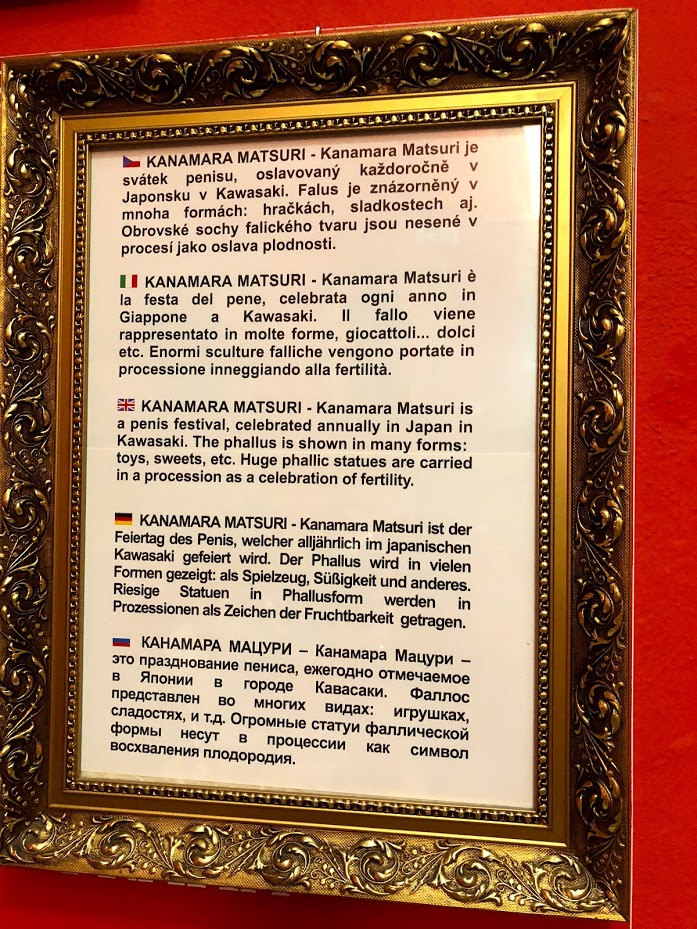 KANAMARA MATSURI - Kanamara Matsuri je
svátek penisu, oslavovaný každoročně v
Japonsku v Kawasaki. Falus je znázorněný v
mnoha formách: hračkách, sladkostech aj.
Obrovské sochy falického tvaru jsou nesené v
procesí jako oslava plodnosti.
KANAMARA MATSURI - Kanamara Matsuri è
la festa del pene, celebrata ogni anno in
Giappone a Kawasaki. Il fallo viene
rappresentato in molte forme, giocattoli... dolci
etc. Enormi sculture falliche vengono portate in
processione inneggiando alla fertilità.
KANAMARA MATSURI - Kanamara Matsuri is
a penis festival, celebrated annually in Japan in
Kawasaki. The phallus is shown in many forms:
toys, sweets, etc. Huge phallic statues are carried
in a procession as a celebration of fertility.
KANAMARA MATSURI - Kanamara Matsuri ist der
Feiertag des Penis, welcher alljährlich im japanischen
Kawasaki gefeiert wird. Der Phallus wird in vielen
Formen gezeigt: als Spielzeug, Süßigkeit und anderes.
Riesige Statuen in Phallusform werden in
Prozessionen als Zeichen der Fruchtbarkeit getragen.
КАНАМАРА МАЦУРИ – Канамара Мацури –
это празднование пениса, ежегодно отмечаемое
в Японии в городе Кавасаки. Фаллос
представлен во многих видах: игрушках,
сладостях, и т.д. Огромные статуи фаллической
формы несут в процессии как символ
восхваления плодородия.